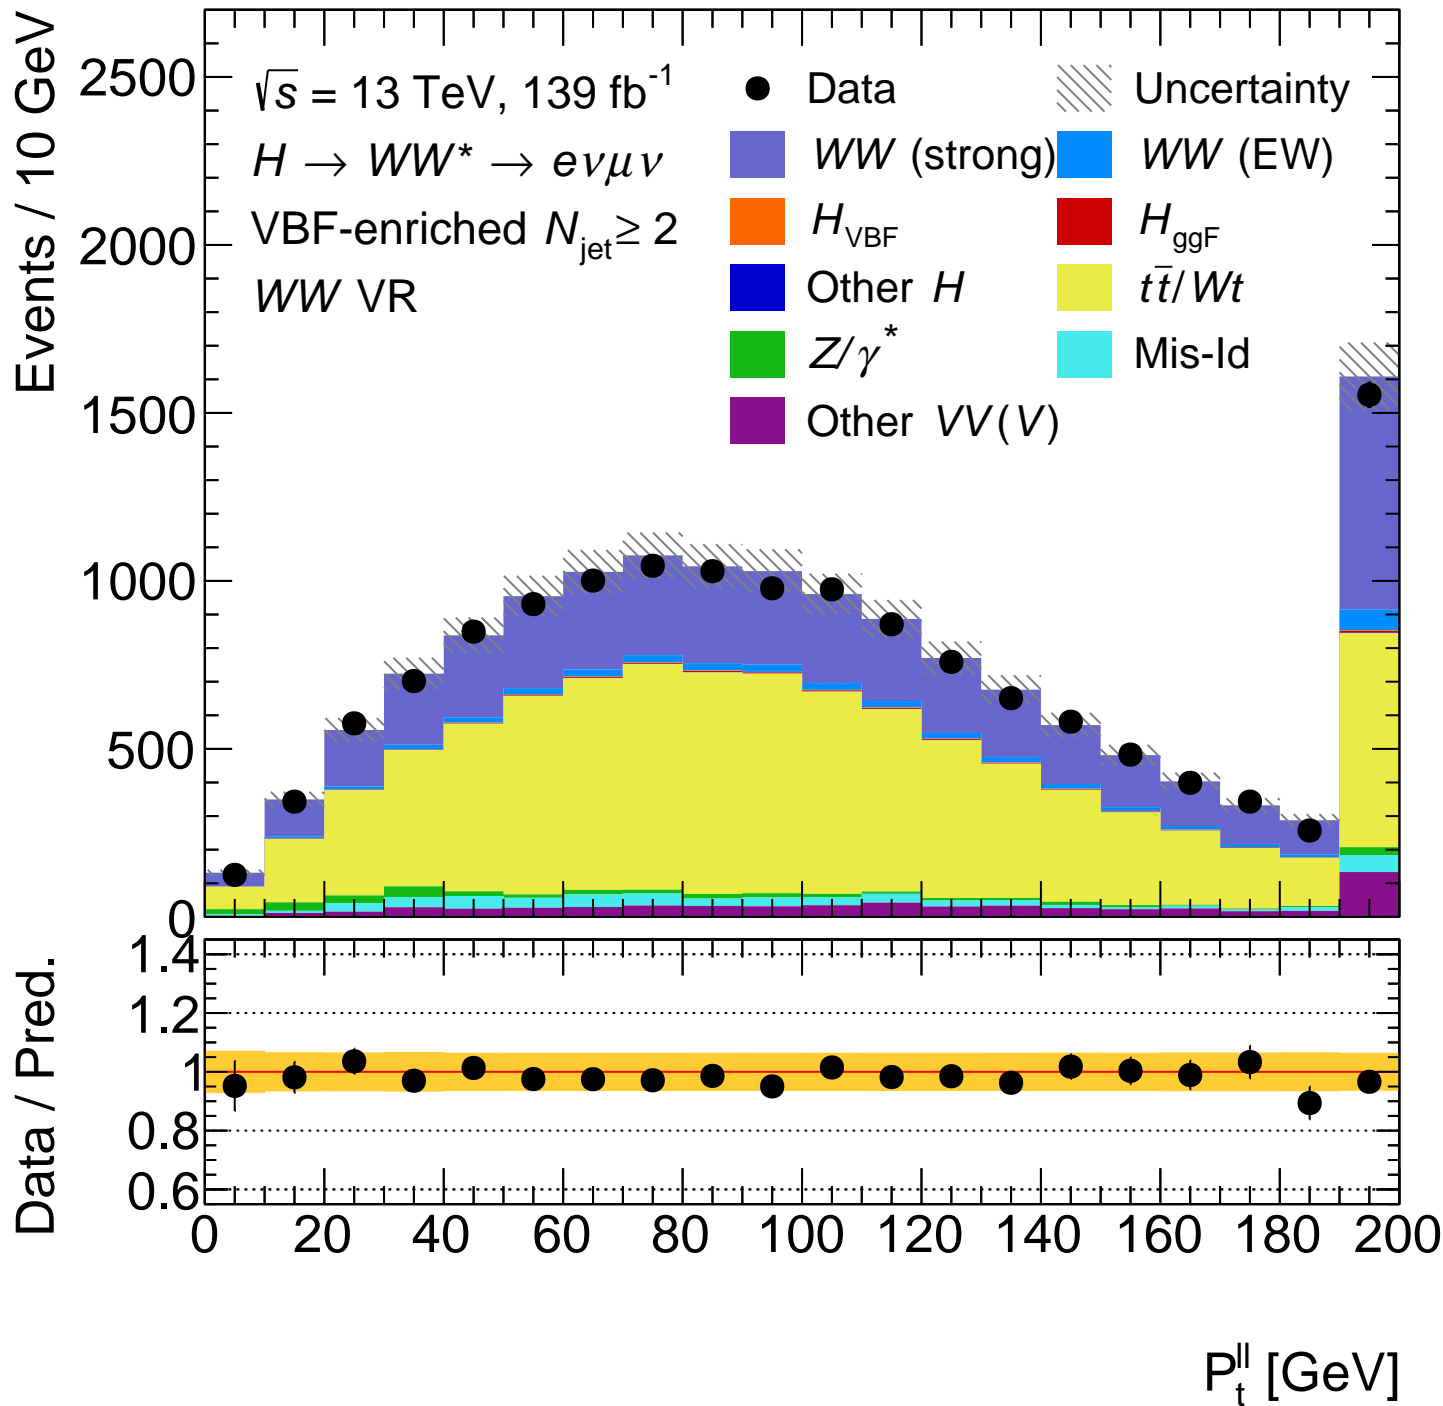 Events / 10 GeV
2500
2000
1500
1000
500
0
√s = 13 TeV, 139 fb⁻¹
H → WW* → eνμν
VBF-enriched N_jet ≥ 2
WW VR
Data
Uncertainty
WW (strong)
WW (EW)
H_VBF
H_ggF
Other H
tt̄/Wt
Z/γ*
Mis-Id
Other VV(V)
Data / Pred.
1.4
1.2
1
0.8
0.6
0 20 40 60 80 100 120 140 160 180 200
P_t^ll [GeV]